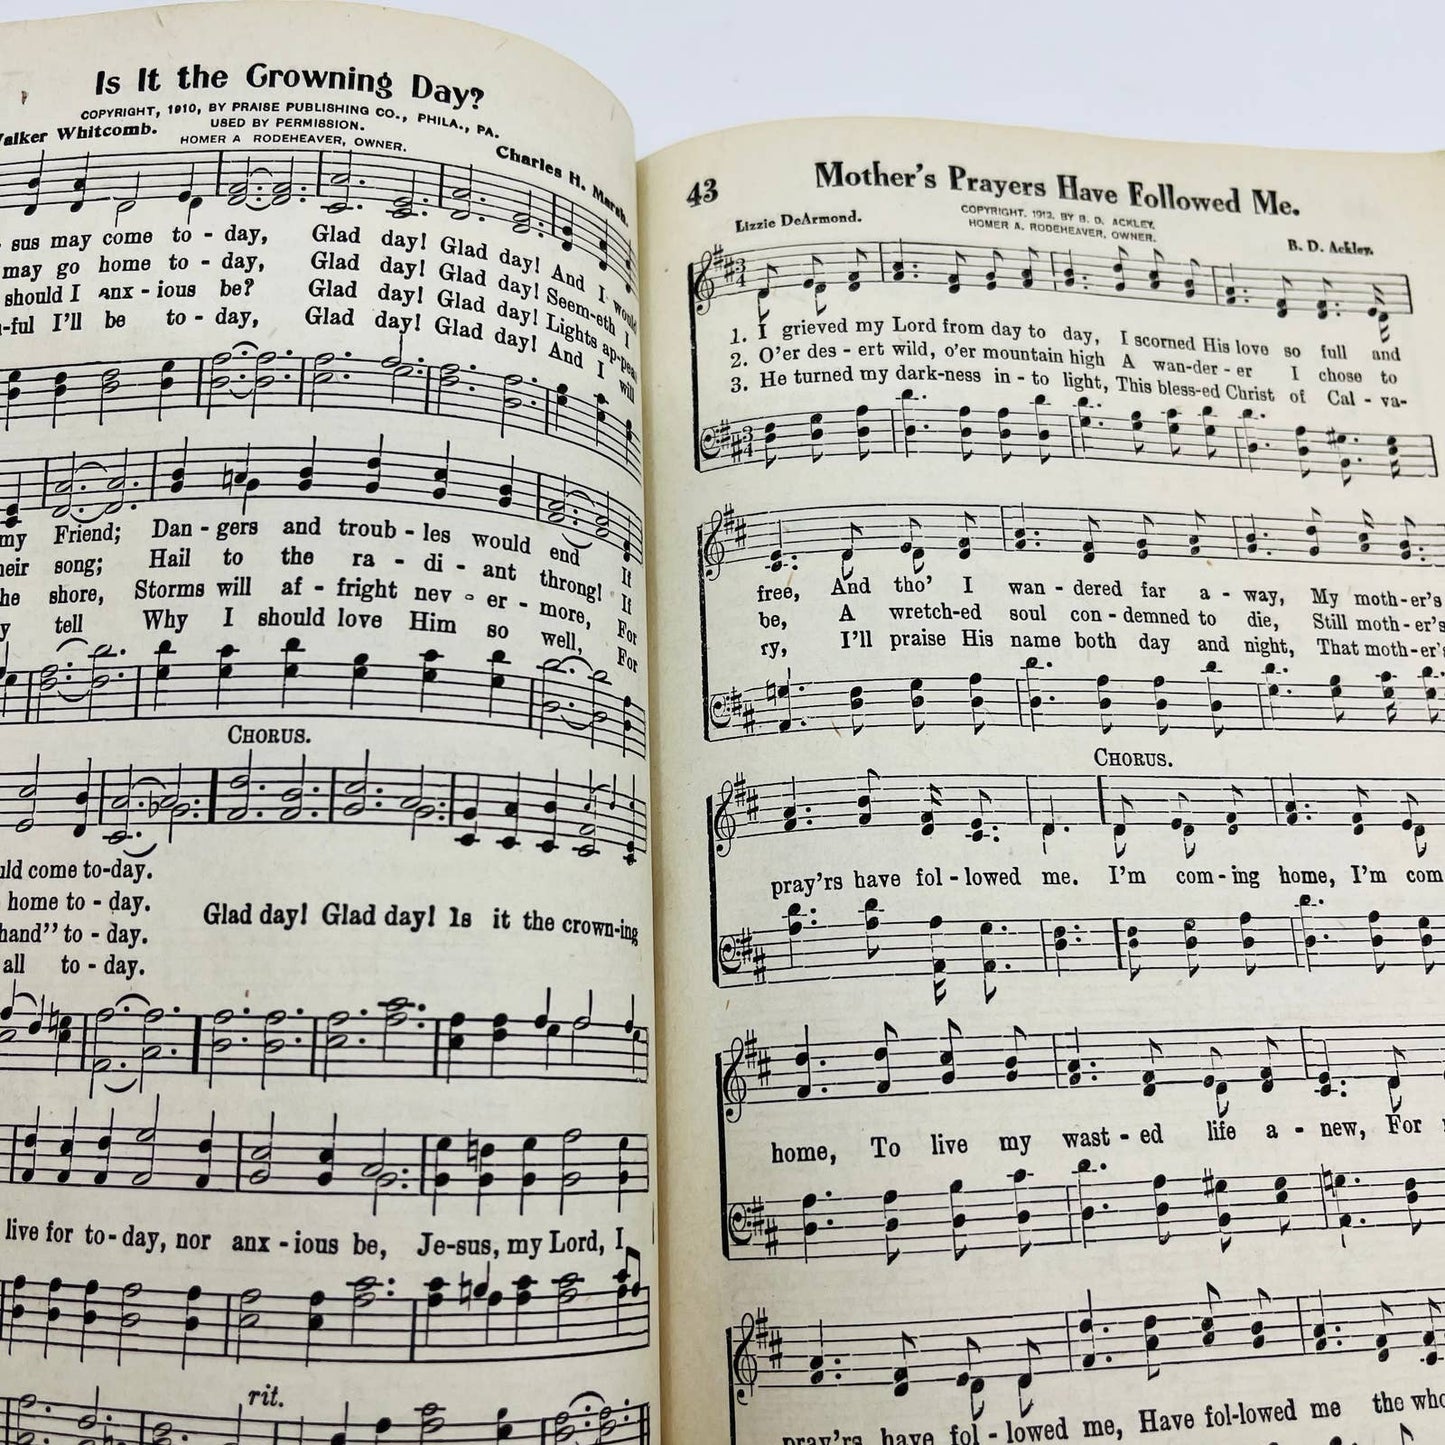 Is It the Crowning Day?
COPYRIGHT, 1910, BY PRAISE PUBLISHING CO., PHILA., PA.
USED BY PERMISSION.
HOMER A RODEHEAVER, OWNER.
Walker Whitcomb.
Charles H. Marsh.
sus may come to - day, Glad day! Glad day! And I would
may go home to - day, Glad day! Glad day! Seem-eth I
should I anx - ious be? Glad day! Glad day! Lights appear
-ful I'll be to - day, Glad day! Glad day! And I will
my Friend; Dan - gers and troub - les would end It
song; Hail to the ra - di - ant throng! It
shore, Storms will af - fright nev - er - more, For
tell Why I should love Him so well, For
CHORUS.
come to-day.
home to - day.
hand" to - day.
all to - day.
Glad day! Glad day! Is it the crown-ing
live for to-day, nor anx - ious be, Je-sus, my Lord, I
rit.
43
Mother's Prayers Have Followed Me.
COPYRIGHT. 1912. BY B. D. ACKLEY.
HOMER A. RODEHEAVER, OWNER.
Lizzie DeArmond.
B. D. Ackley.
1. I grieved my Lord from day to day, I scorned His love so full and
2. O'er des - ert wild, o'er mountain high A wan-der - er I chose to
3. He turned my dark-ness in - to light, This bless-ed Christ of Cal - va-
free, And tho' I wan - dered far a - way, My moth-er's
be, A wretch-ed soul con - demned to die, Still moth-er's
ry, I'll praise His name both day and night, That moth-er's
CHORUS.
pray'rs have fol - lowed me. I'm com - ing home, I'm com
home, To live my wast - ed life a - new, For
pray'rs have fol - lowed me, Have fol-lowed me the